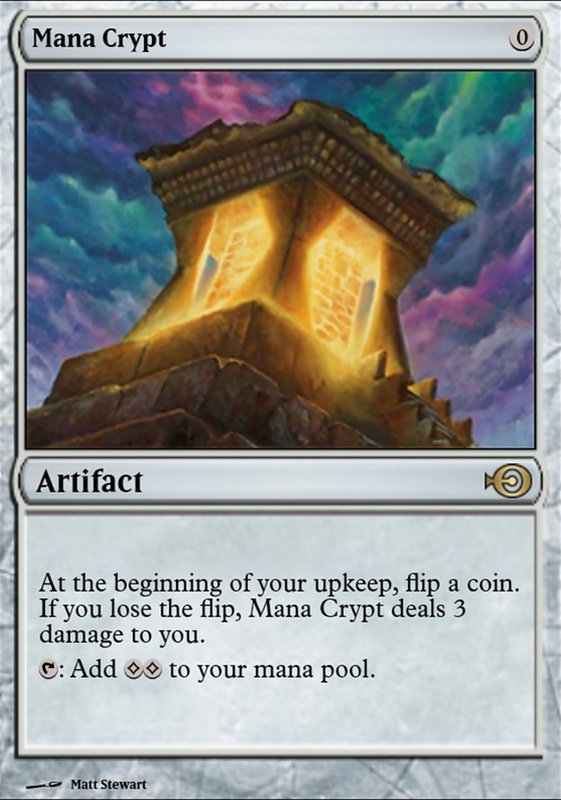 Mana Crypt 0
Artifact
At the beginning of your upkeep, flip a coin.
If you lose the flip, Mana Crypt deals 3
damage to you.
: Add to your mana pool.
Matt Stewart